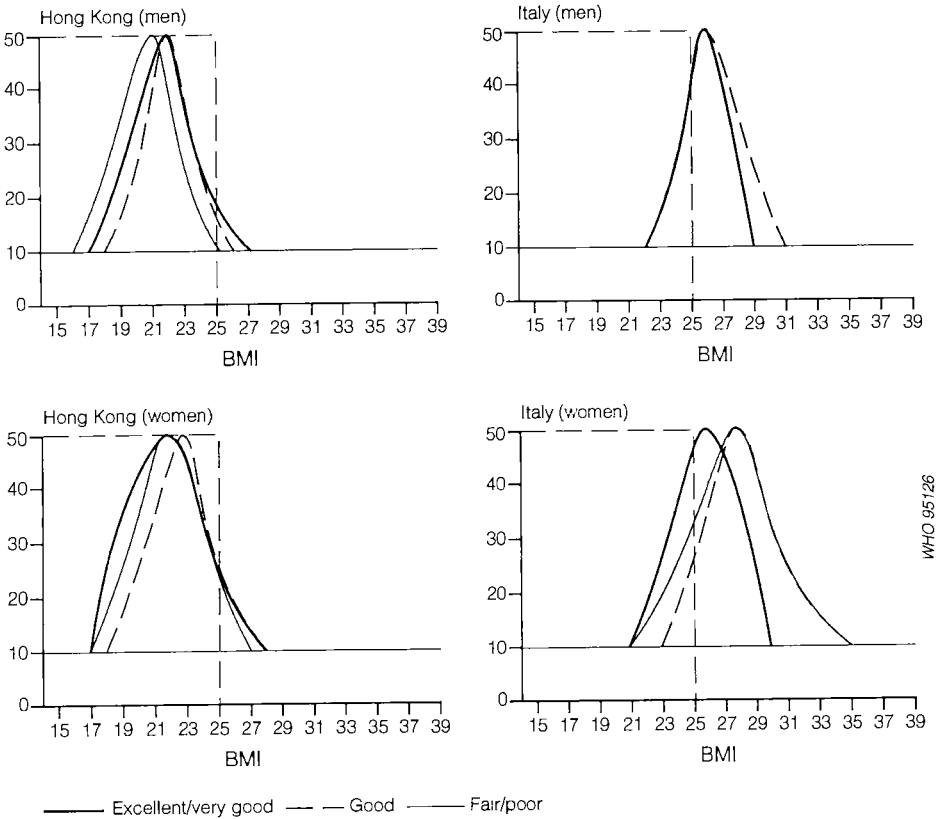 Hong Kong (men)
50
40
30
20
10
0
15 17 19 21 23 25 27 29 31 33 35 37 39
BMI
Italy (men)
50
40
30
20
10
0
15 17 19 21 23 25 27 29 31 33 35 37 39
BMI
Hong Kong (women)
50
40
30
20
10
0
15 17 19 21 23 25 27 29 31 33 35 37 39
BMI
Italy (women)
50
40
30
20
10
0
15 17 19 21 23 25 27 29 31 33 35 37 39
BMI
WHO 95126
Excellent/very good Good Fair/poor